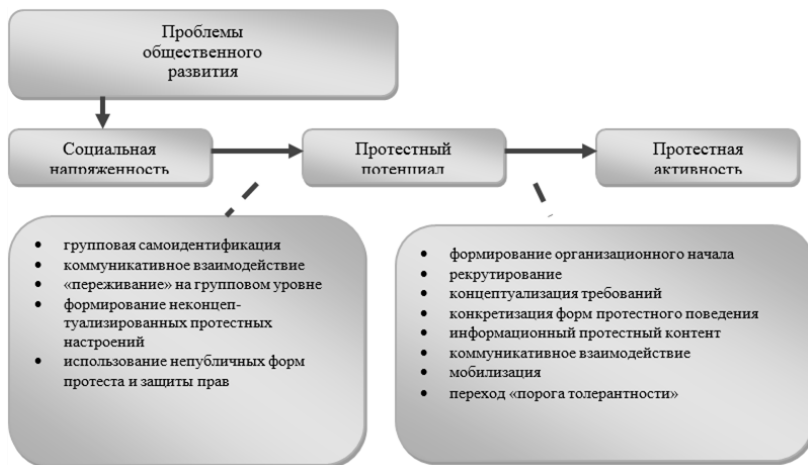 Проблемы
общественного
развития
Социальная
напряженность
Протестный
потенциал
Протестная
активность
• групповая самоидентификация
• коммуникативное взаимодействие
• «переживание» на групповом уровне
• формирование неконцеп-
туализированных протестных
настроений
• использование непубличных форм
протеста и защиты прав
• формирование организационного начала
• рекрутирование
• концептуализация требований
• конкретизация форм протестного поведения
• информационный протестный контент
• коммуникативное взаимодействие
• мобилизация
• переход «порога толерантности»